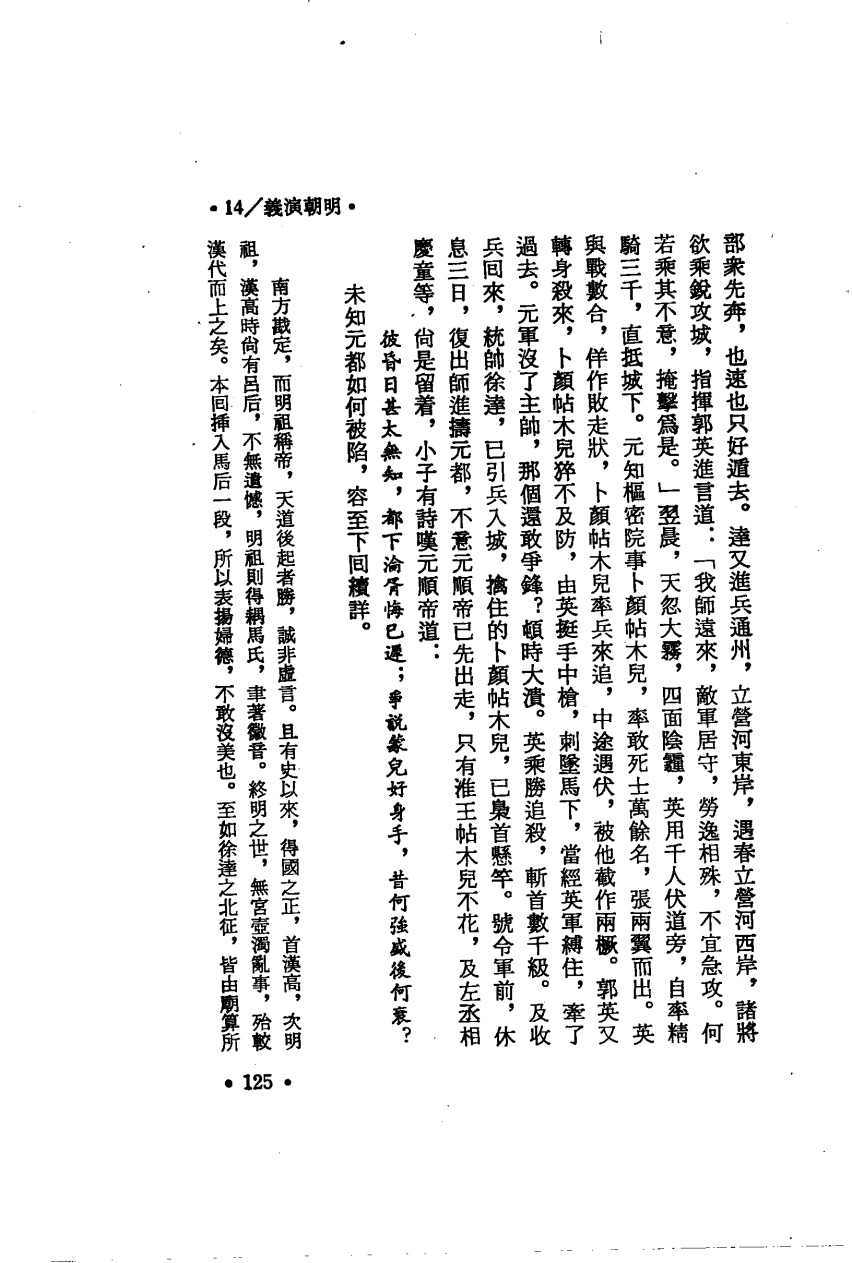 •14/義演朝明•
部衆先奔，也速也只好遁去。達又進兵通州，立營河東岸，遇春立營河西岸，諸將
欲乘銳攻城，指揮郭英進言道：「我師遠來，敵軍居守，勞逸相殊，不宜急攻。何
若乘其不意，掩擊爲是。」翌晨，天忽大霧，四面陰霾，英用千人伏道旁，自率精
騎三千，直抵城下。元知樞密院事卜顏帖木兒，率敢死士萬餘名，張兩翼而出。英
與戰數合，佯作敗走狀，卜顏帖木兒率兵來追，中途遇伏，被他截作兩橛。郭英又
轉身殺來，卜顏帖木兒猝不及防，由英挺手中槍，刺墜馬下，當經英軍縛住，牽了
過去。元軍沒了主帥，那個還敢爭鋒？頓時大潰。英乘勝追殺，斬首數千級。及收
兵回來，統帥徐達，已引兵入城，擒住的卜顏帖木兒，已梟首懸竿。號令軍前，休
息三日，復出師進擣元都，不意元順帝已先出走，只有淮王帖木兒不花，及左丞相
慶童等，尙是留着，小子有詩嘆元順帝道：
彼昏日甚太無知，都下淪胥悔已遲；爭說蒙兒好身手，昔何強盛後何衰？
未知元都如何被陷，容至下回續詳。
南方戡定，而明祖稱帝，天道後起者勝，誠非虛言。且有史以來，得國之正，首漢高，次明
祖，漢高時尙有呂后，不無遺憾，明祖則得耦馬氏，聿著徽音。終明之世，無宮壼濁亂事，殆較
漢代而上之矣。本回挿入馬后一段，所以表揚婦德，不敢沒美也。至如徐達之北征，皆由廟算所
•125•